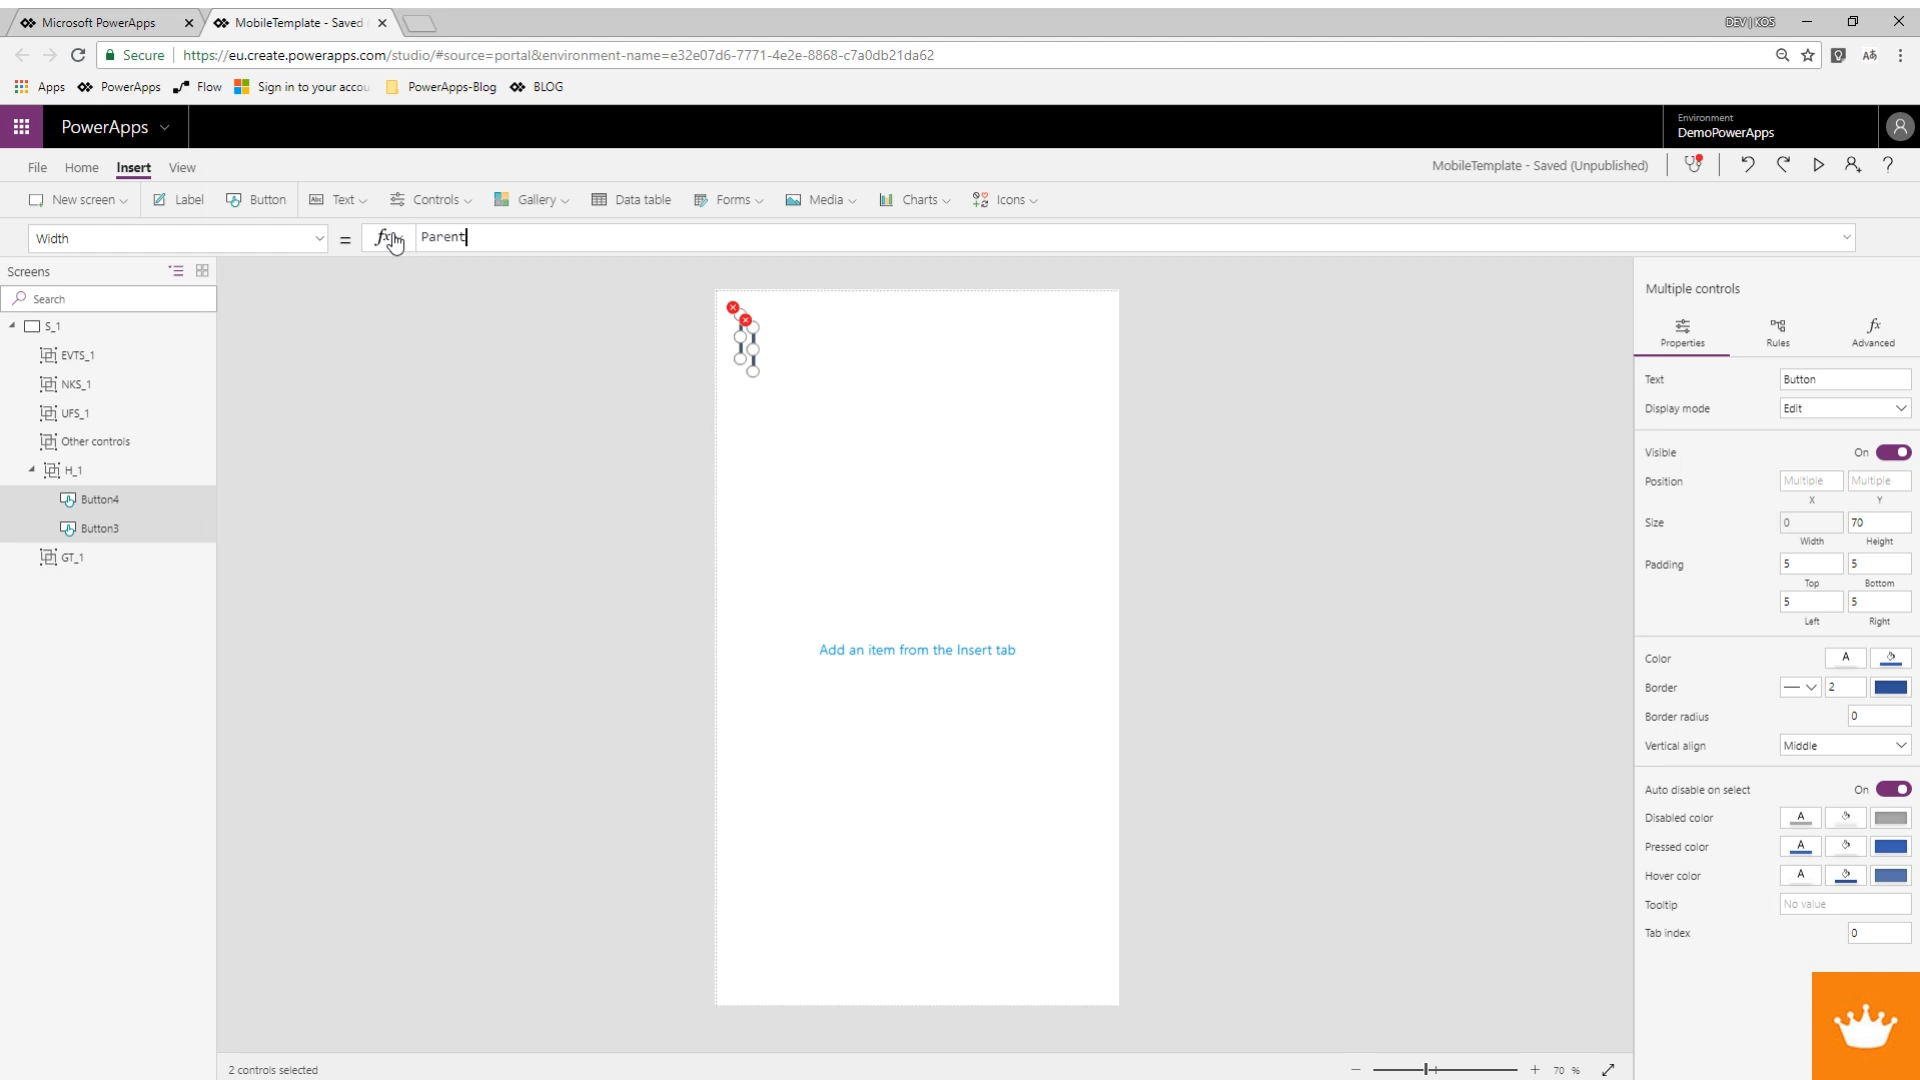 Microsoft PowerApps
MobileTemplate - Saved
DEV | KOS
Secure
https://eu.create.powerapps.com/studio/#source=portal&environment-name=e32e07d6-7771-4e2e-8868-c7a0db21da62
Apps
PowerApps
Flow
Sign in to your accou
PowerApps-Blog
BLOG
PowerApps
Environment
DemoPowerApps
File
Home
Insert
View
MobileTemplate - Saved (Unpublished)
New screen
Label
Button
Text
Controls
Gallery
Data table
Forms
Media
Charts
Icons
Width
=
fx
Parent
Screens
Search
S_1
EVTS_1
NKS_1
UFS_1
Other controls
H_1
Button4
Button3
GT_1
Add an item from the Insert tab
Multiple controls
Properties
Rules
Advanced
Text
Button
Display mode
Edit
Visible
On
Position
Multiple
Multiple
X
Y
Size
0
70
Width
Height
Padding
5
5
Top
Bottom
5
5
Left
Right
Color
Border
2
Border radius
0
Vertical align
Middle
Auto disable on select
On
Disabled color
Pressed color
Hover color
Tooltip
No value
Tab index
0
2 controls selected
70 %